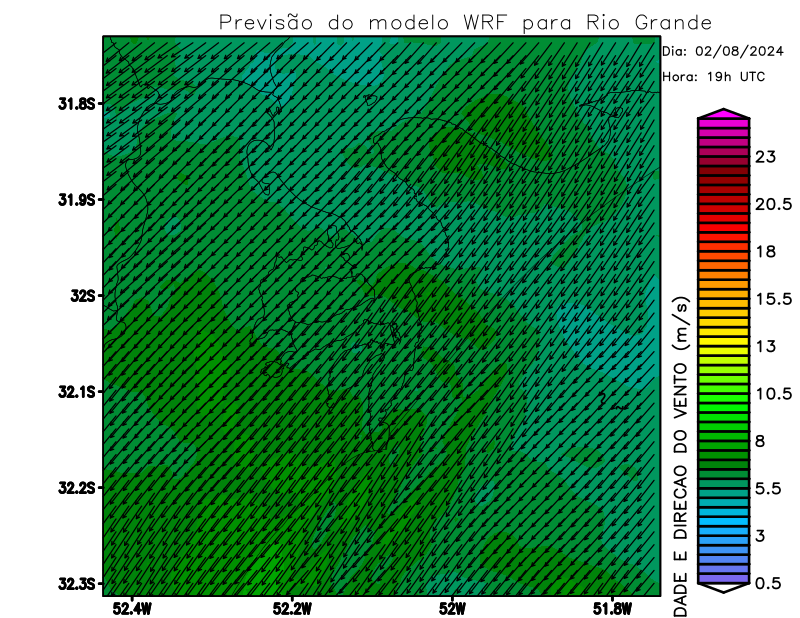 Previsão do modelo WRF para Rio Grande
Dia: 02/08/2024
Hora: 19h UTC
31.8S
31.9S
32S
32.1S
32.2S
32.3S
52.4W
52.2W
52W
51.8W
23
20.5
18
15.5
13
10.5
8
5.5
3
0.5
DADE E DIRECAO DO VENTO (m/s)